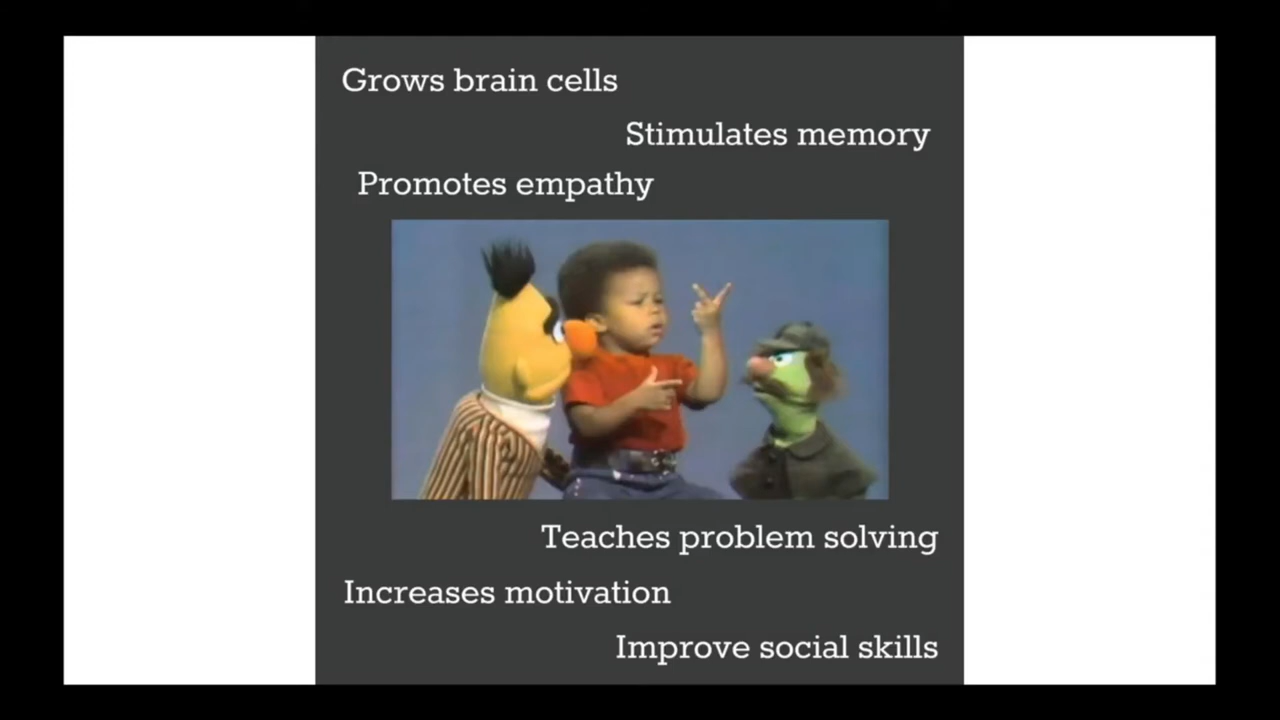 Grows brain cells
Stimulates memory
Promotes empathy
Teaches problem solving
Increases motivation
Improve social skills